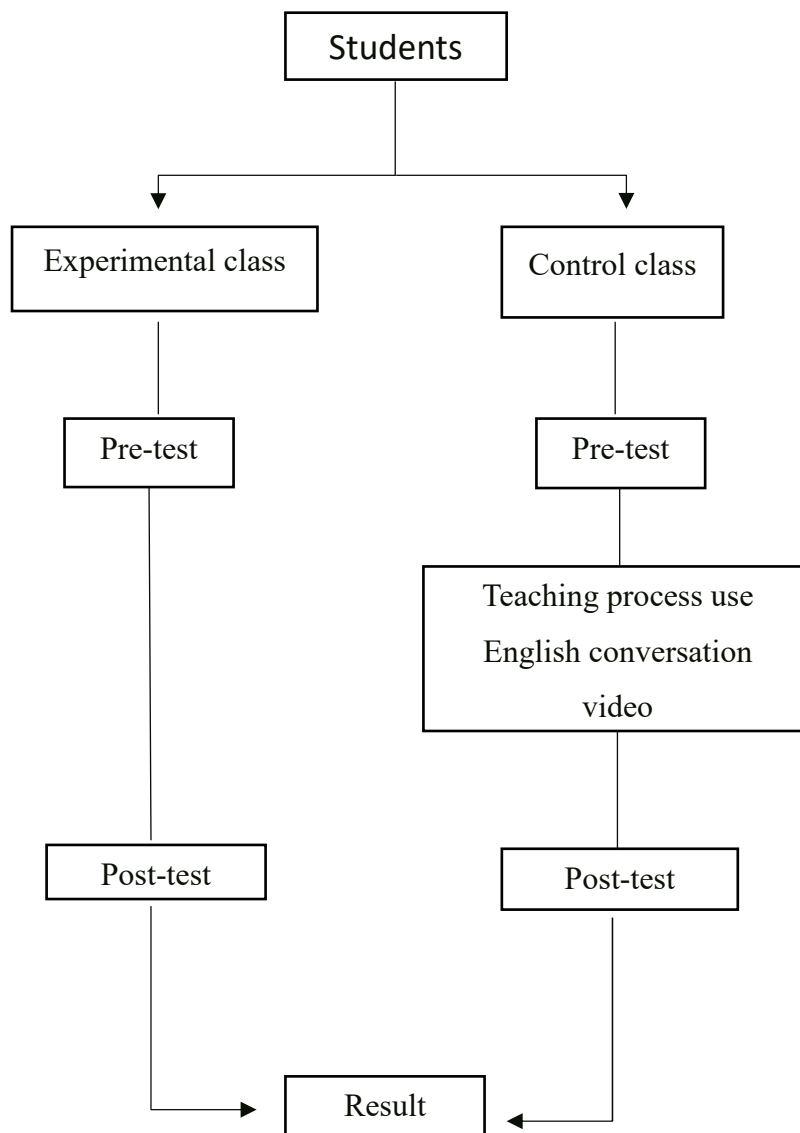 Students
Experimental class
Control class
Pre-test
Pre-test
Teaching process use
English conversation
video
Post-test
Post-test
Result